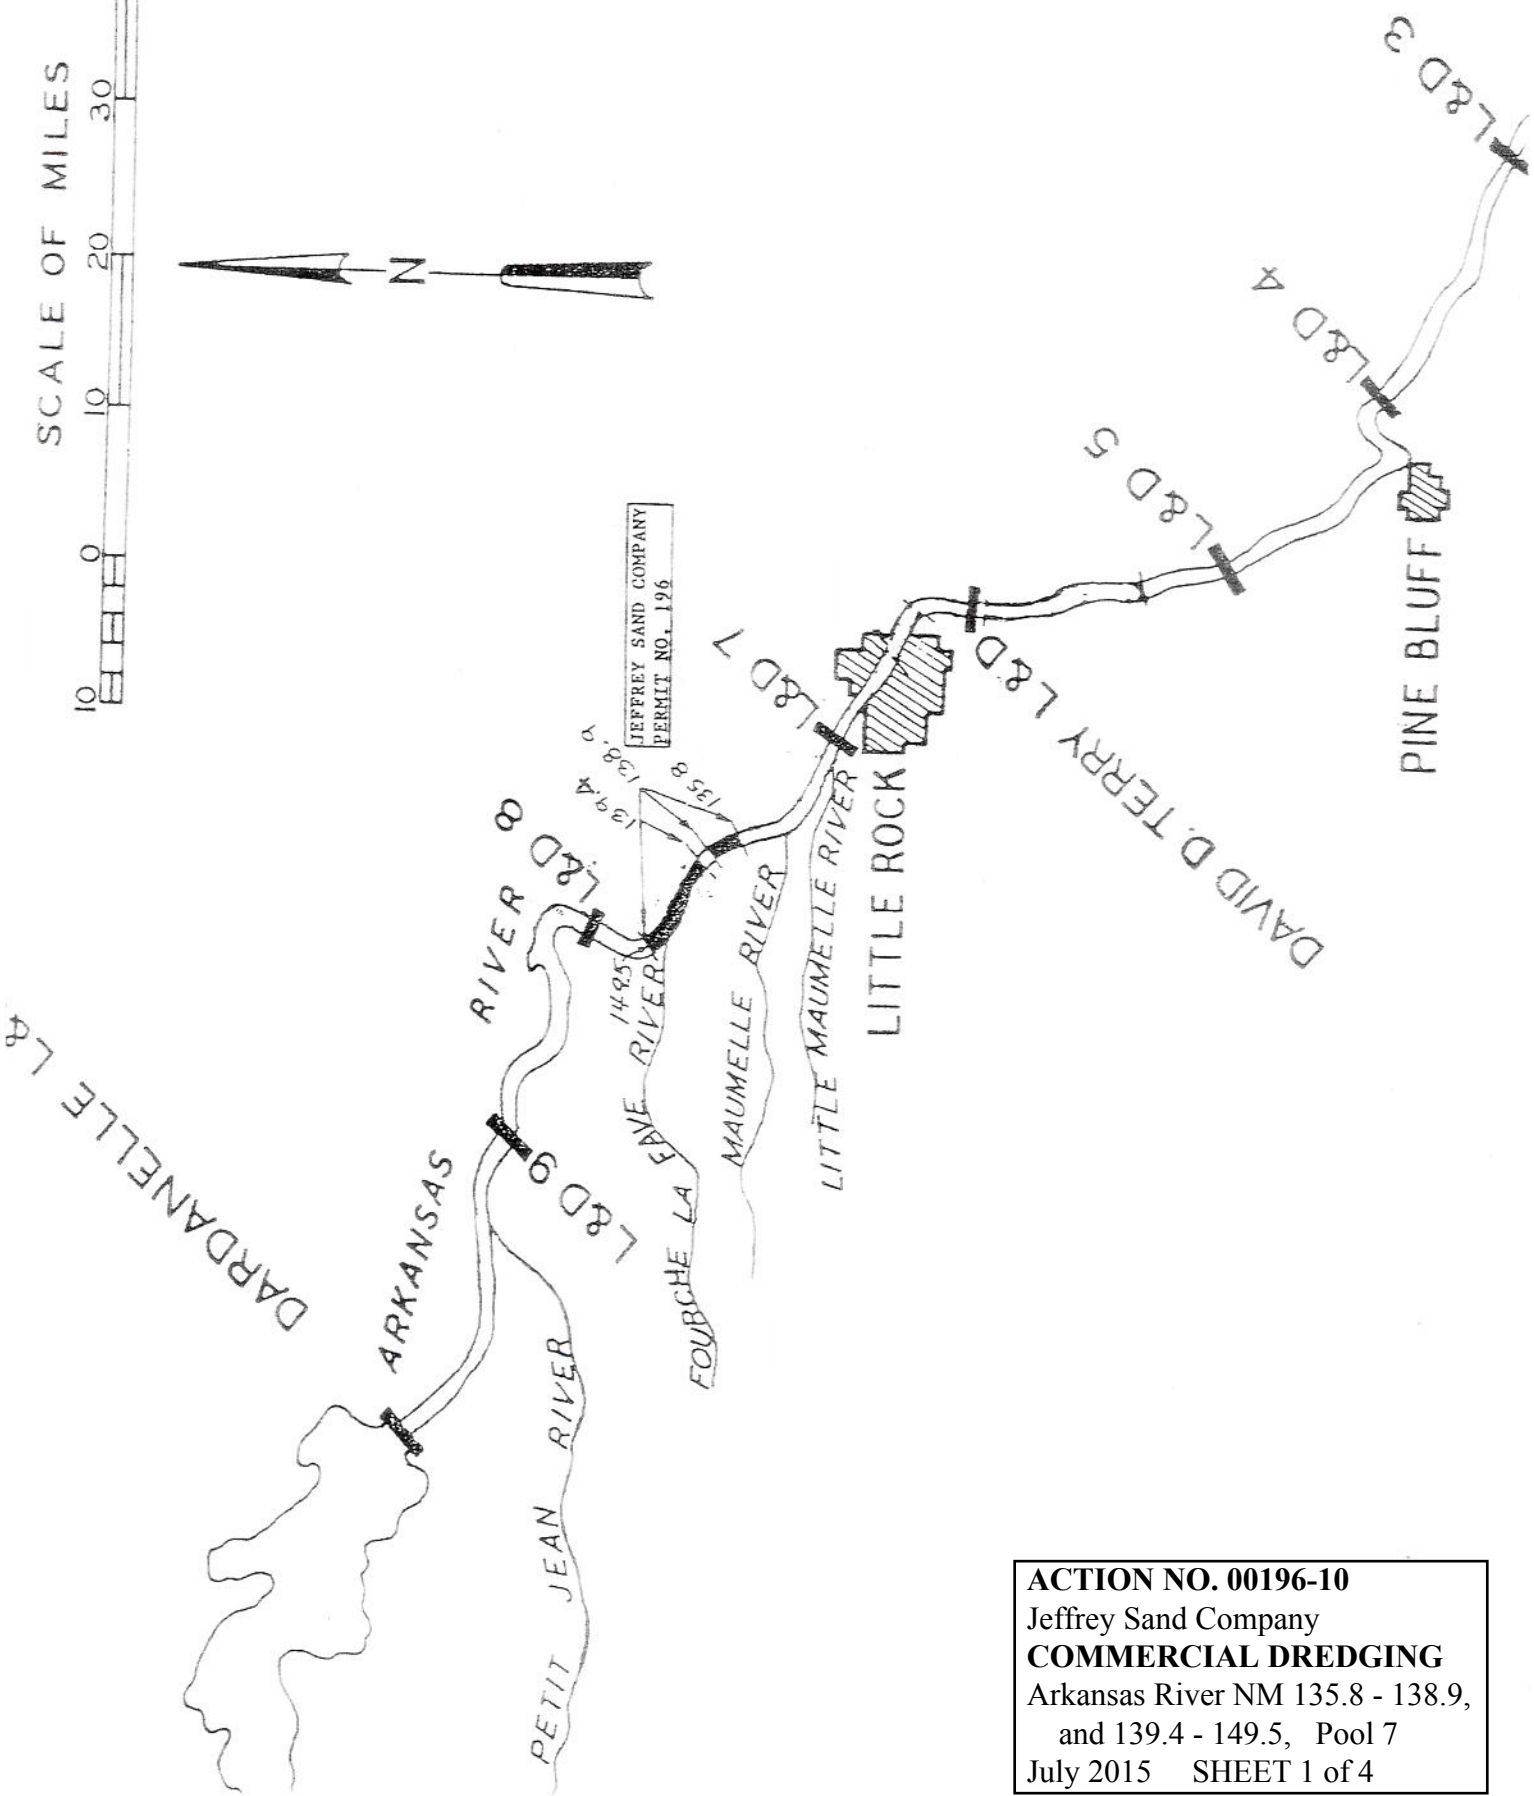 SCALE OF MILES
10 0 10 20 30
N
L&D 3
L&D 4
L&D 5
PINE BLUFF
DAVID D. TERRY L&D
LITTLE ROCK
L&D 7
JEFFREY SAND COMPANY
PERMIT NO. 196
135.8
138.9
139.4
149.5
L&D 8
ARKANSAS RIVER
LITTLE MAUMELLE RIVER
MAUMELLE RIVER
FOURCHE LA FAVE RIVER
L&D 9
PETIT JEAN RIVER
DARDANELLE L&
ACTION NO. 00196-10
Jeffrey Sand Company
COMMERCIAL DREDGING
Arkansas River NM 135.8 - 138.9,
and 139.4 - 149.5, Pool 7
July 2015 SHEET 1 of 4